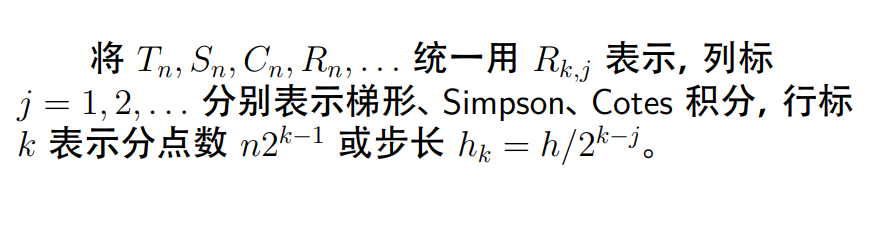 将 $T_n, S_n, C_n, R_n, \ldots$ 统一用 $R_{k,j}$ 表示, 列标
$j = 1, 2, \ldots$ 分别表示梯形、Simpson、Cotes 积分, 行标
$k$ 表示分点数 $n2^{k-1}$ 或步长 $h_k = h/2^{k-j}$。